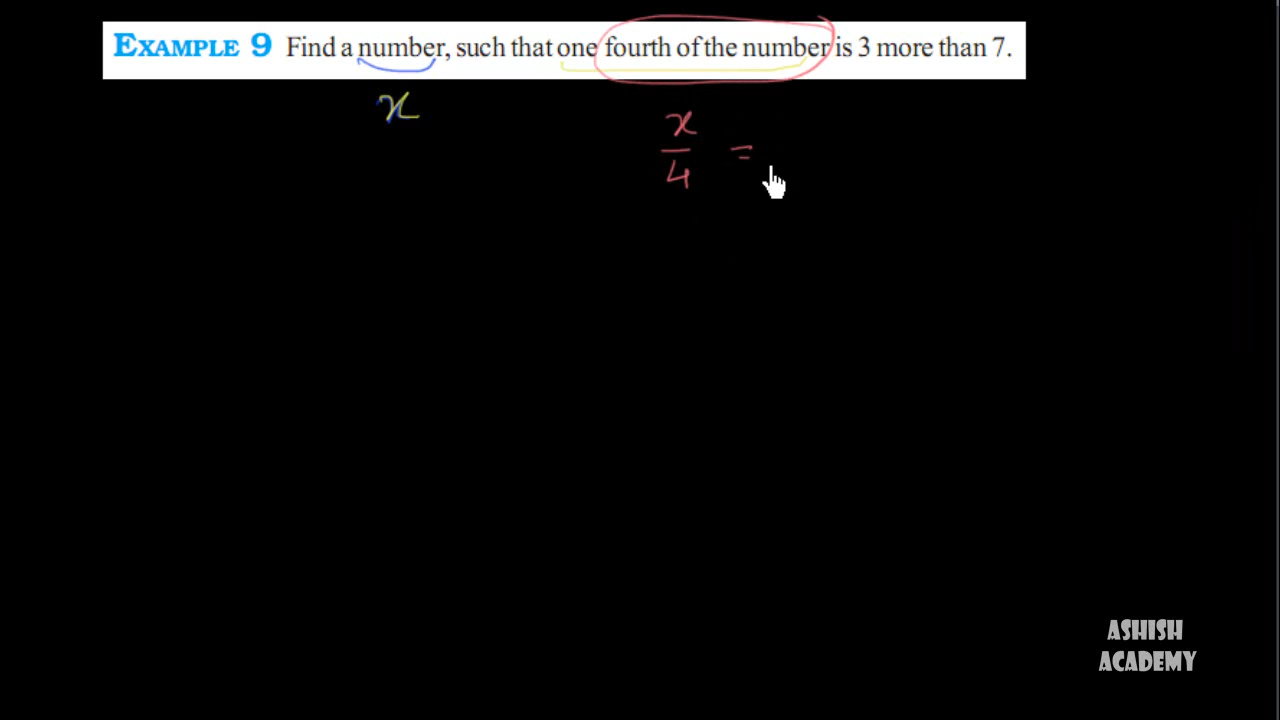 EXAMPLE 9 Find a number, such that one fourth of the number is 3 more than 7.
x
x
4 =
ASHISH
ACADEMY